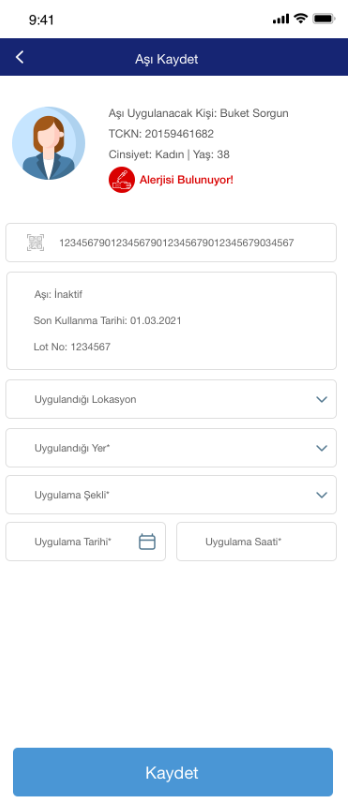 9:41
Aşı Kaydet
Aşı Uygulanacak Kişi: Buket Sorgun
TCKN: 20159461682
Cinsiyet: Kadın | Yaş: 38
Alerjisi Bulunuyor!
12345679012345679012345679012345679034567
Aşı: İnaktif
Son Kullanma Tarihi: 01.03.2021
Lot No: 1234567
Uygulandığı Lokasyon
Uygulandığı Yer*
Uygulama Şekli*
Uygulama Tarihi*
Uygulama Saati*
Kaydet